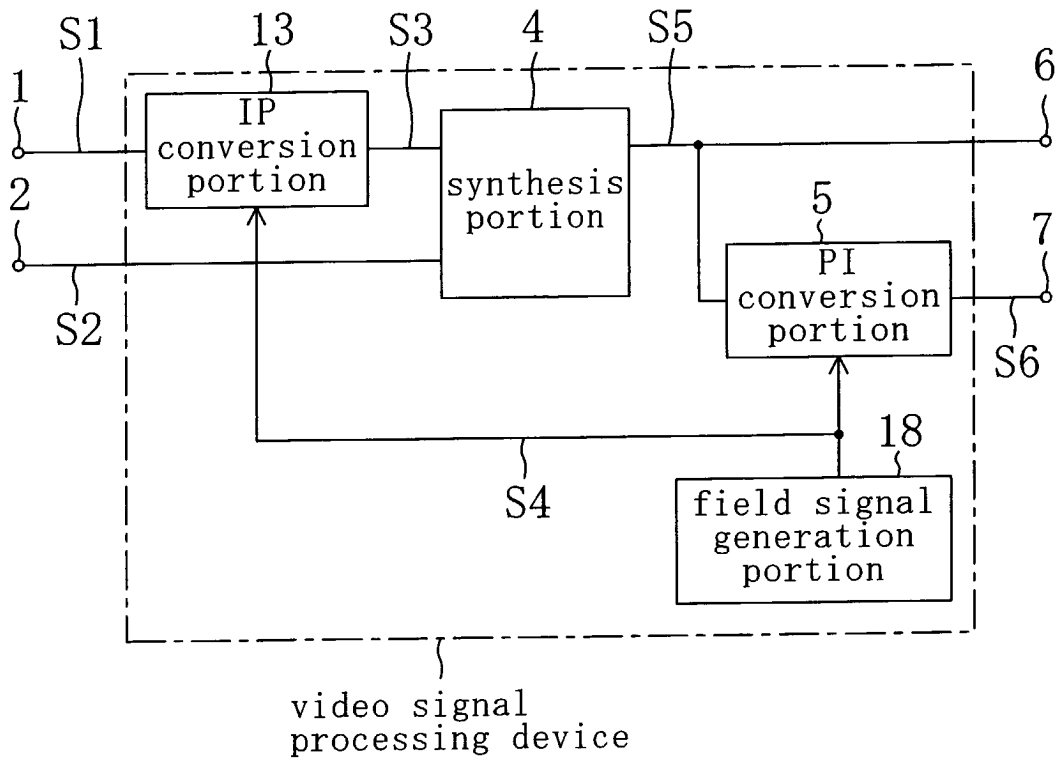 S1
13
S3
4
S5
1
6
IP
conversion
portion
synthesis
portion
2
5
7
PI
conversion
portion
S2
S6
S4
18
field signal
generation
portion
video signal
processing device